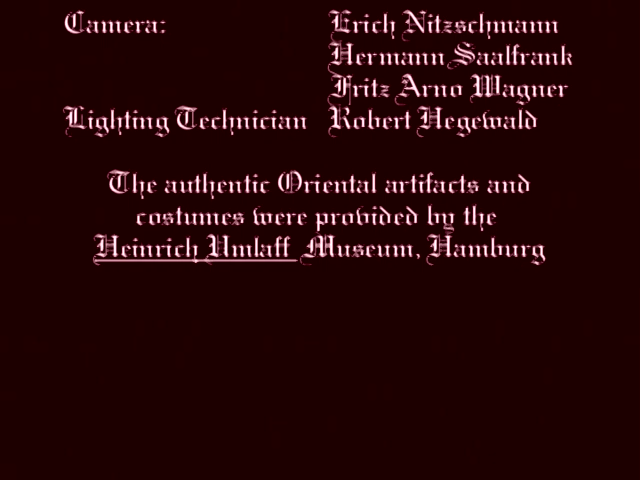 Camera: Erich Nitzschmann
Hermann Saalfrank
Fritz Arno Wagner
Lighting Technician Robert Hegewald
The authentic Oriental artifacts and
costumes were provided by the
Heinrich Umlaff Museum, Hamburg